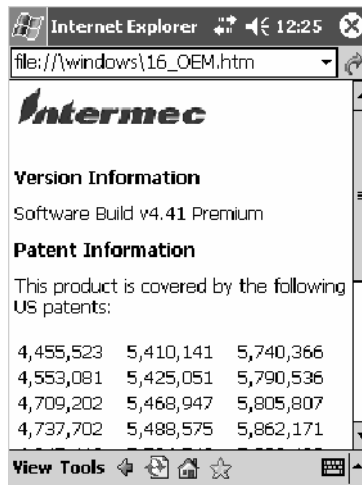 Internet Explorer 12:25
file://\windows\16_OEM.htm
Intermec
Version Information
Software Build v4.41 Premium
Patent Information
This product is covered by the following
US patents:
4,455,523 5,410,141 5,740,366
4,553,081 5,425,051 5,790,536
4,709,202 5,468,947 5,805,807
4,737,702 5,488,575 5,862,171
View Tools